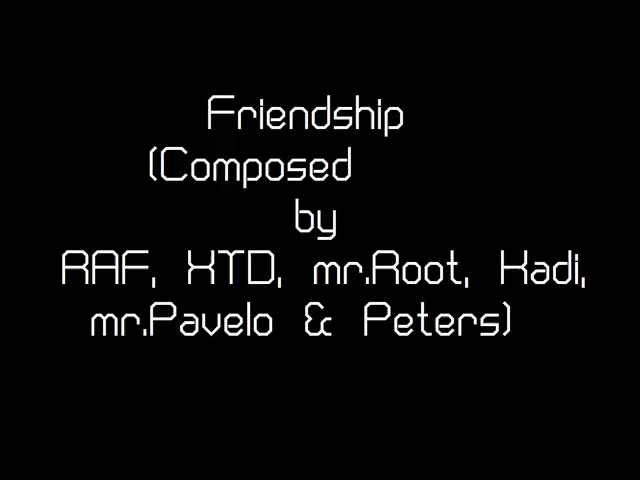 Friendship
(Composed
by
RAF, XTD, mr.Root, Kadi,
mr.Pavelo & Peters)